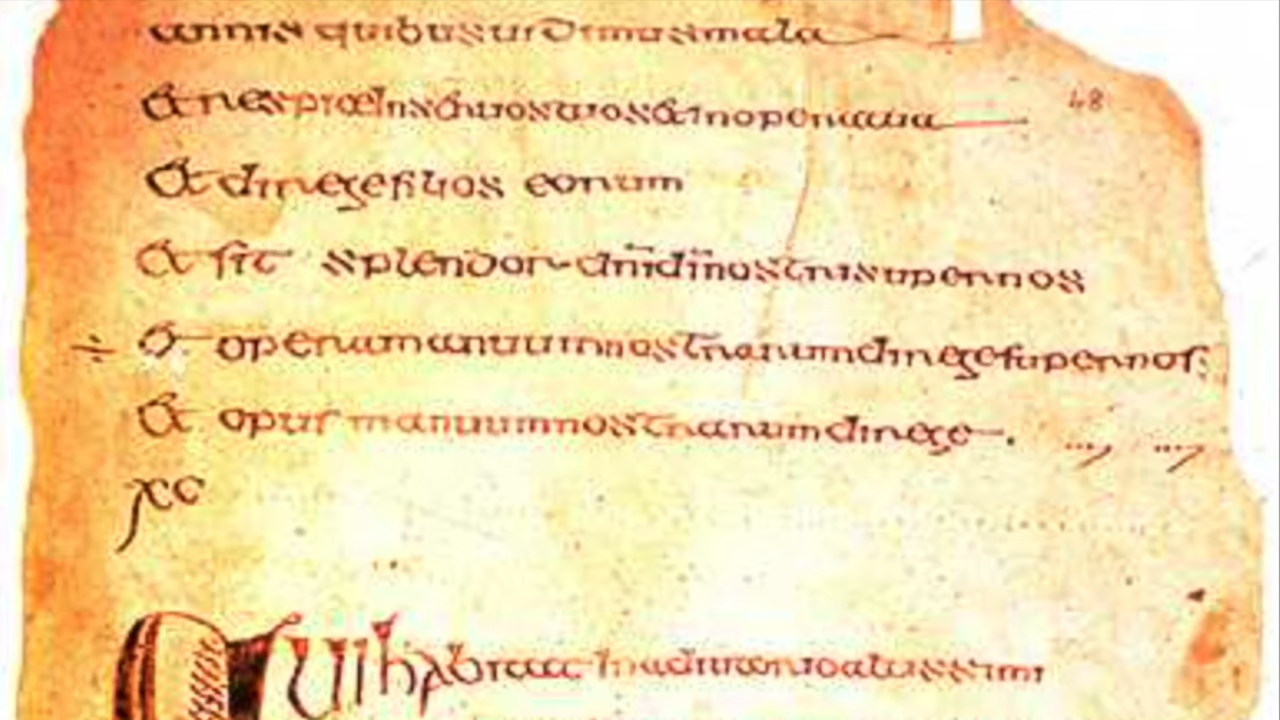 annis quibus uidimus mala
Et respice in seruos tuos et in opera tua
48
Et dirige filios eorum
Et sit splendor dn̄i dī nostri super nos
÷ et opera manuum nostrarum dirige super nos:
Et opus manuum nostrarum dirige.
xc
Qui habitat in adiutorio altissimi